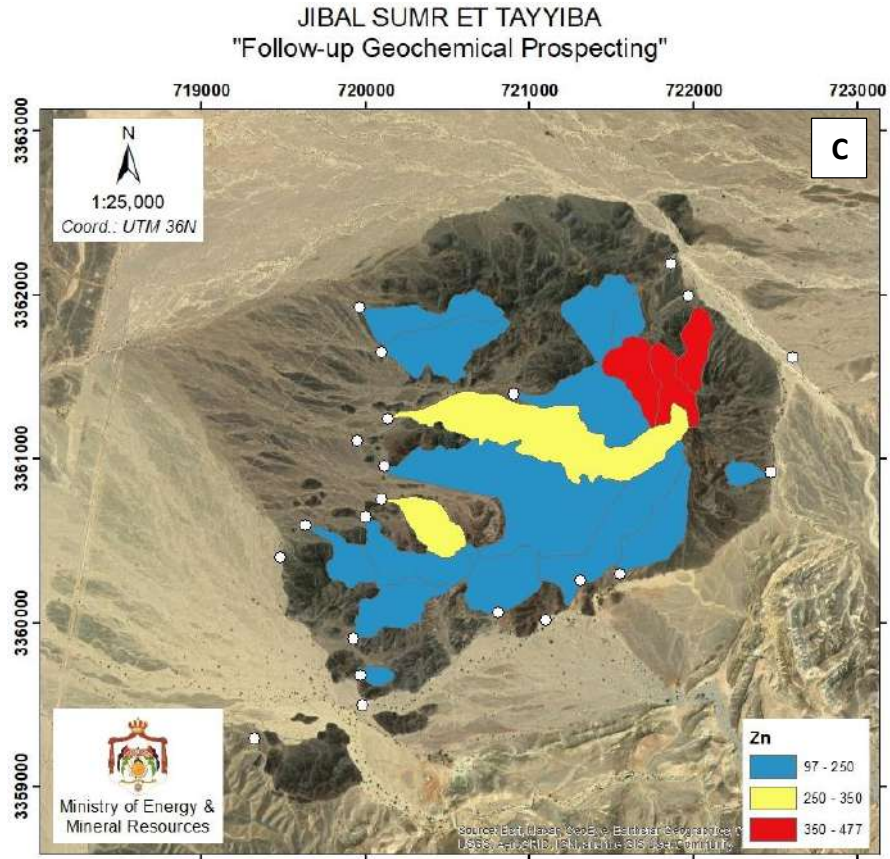 JIBAL SUMR ET TAYYIBA
"Follow-up Geochemical Prospecting"
719000 720000 721000 722000 723000
3363000
3362000
3361000
3360000
3359000
C
N
1:25,000
Coord.: UTM 36N
Ministry of Energy &
Mineral Resources
Zn
97 - 250
250 - 350
350 - 477